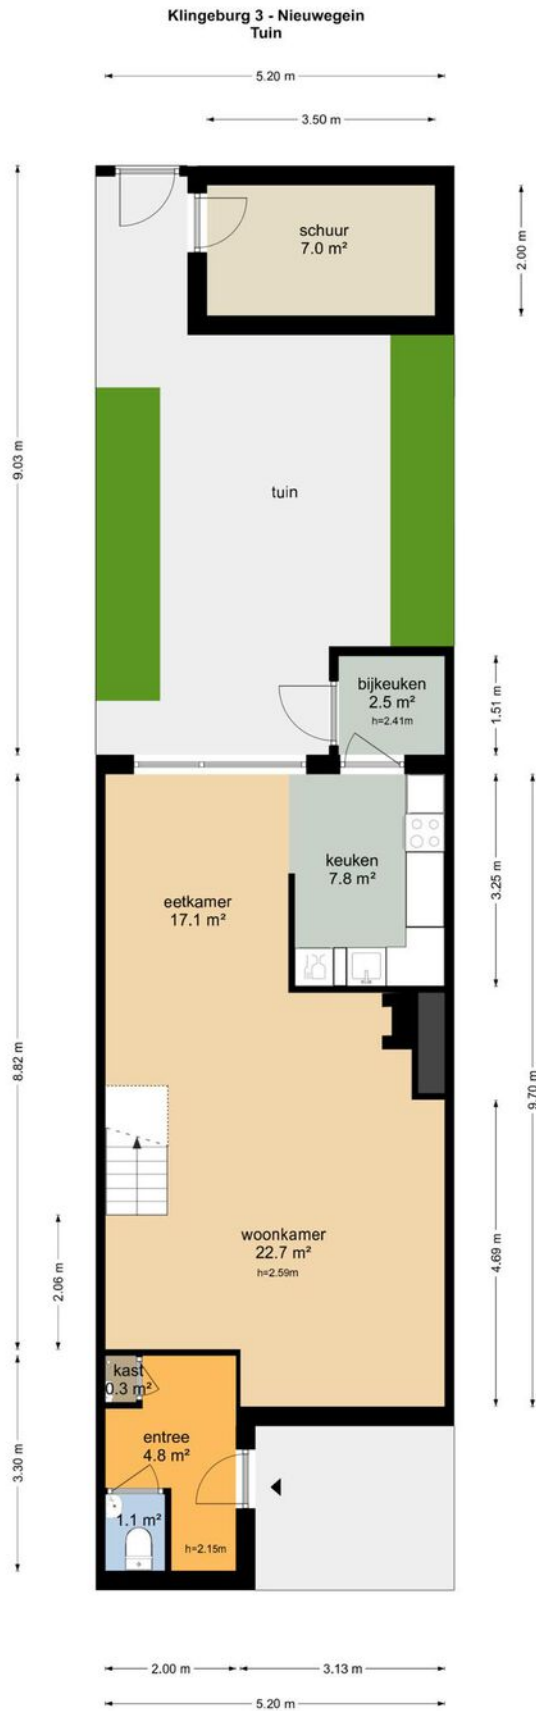 Klingeburg 3 - Nieuwegein
Tuin
5.20 m
3.50 m
schuur
7.0 m²
2.00 m
9.03 m
tuin
bijkeuken
2.5 m²
h=2.41m
1.51 m
keuken
7.8 m²
3.25 m
eetkamer
17.1 m²
8.82 m
9.70 m
woonkamer
22.7 m²
h=2.59m
4.69 m
2.06 m
kast
0.3 m²
entree
4.8 m²
3.30 m
1.1 m²
h=2.15m
2.00 m
3.13 m
5.20 m